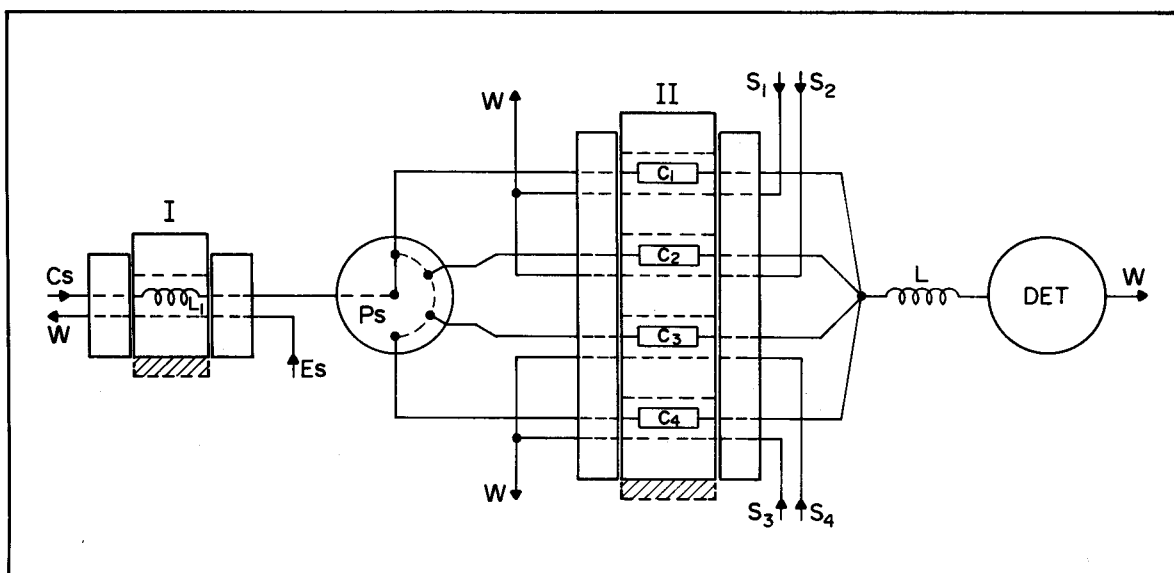 S₁ S₂
W II
C₁
I
C₂
Cs L₁ Ps L DET W
W
Es C₃
C₄
W
S₃ S₄